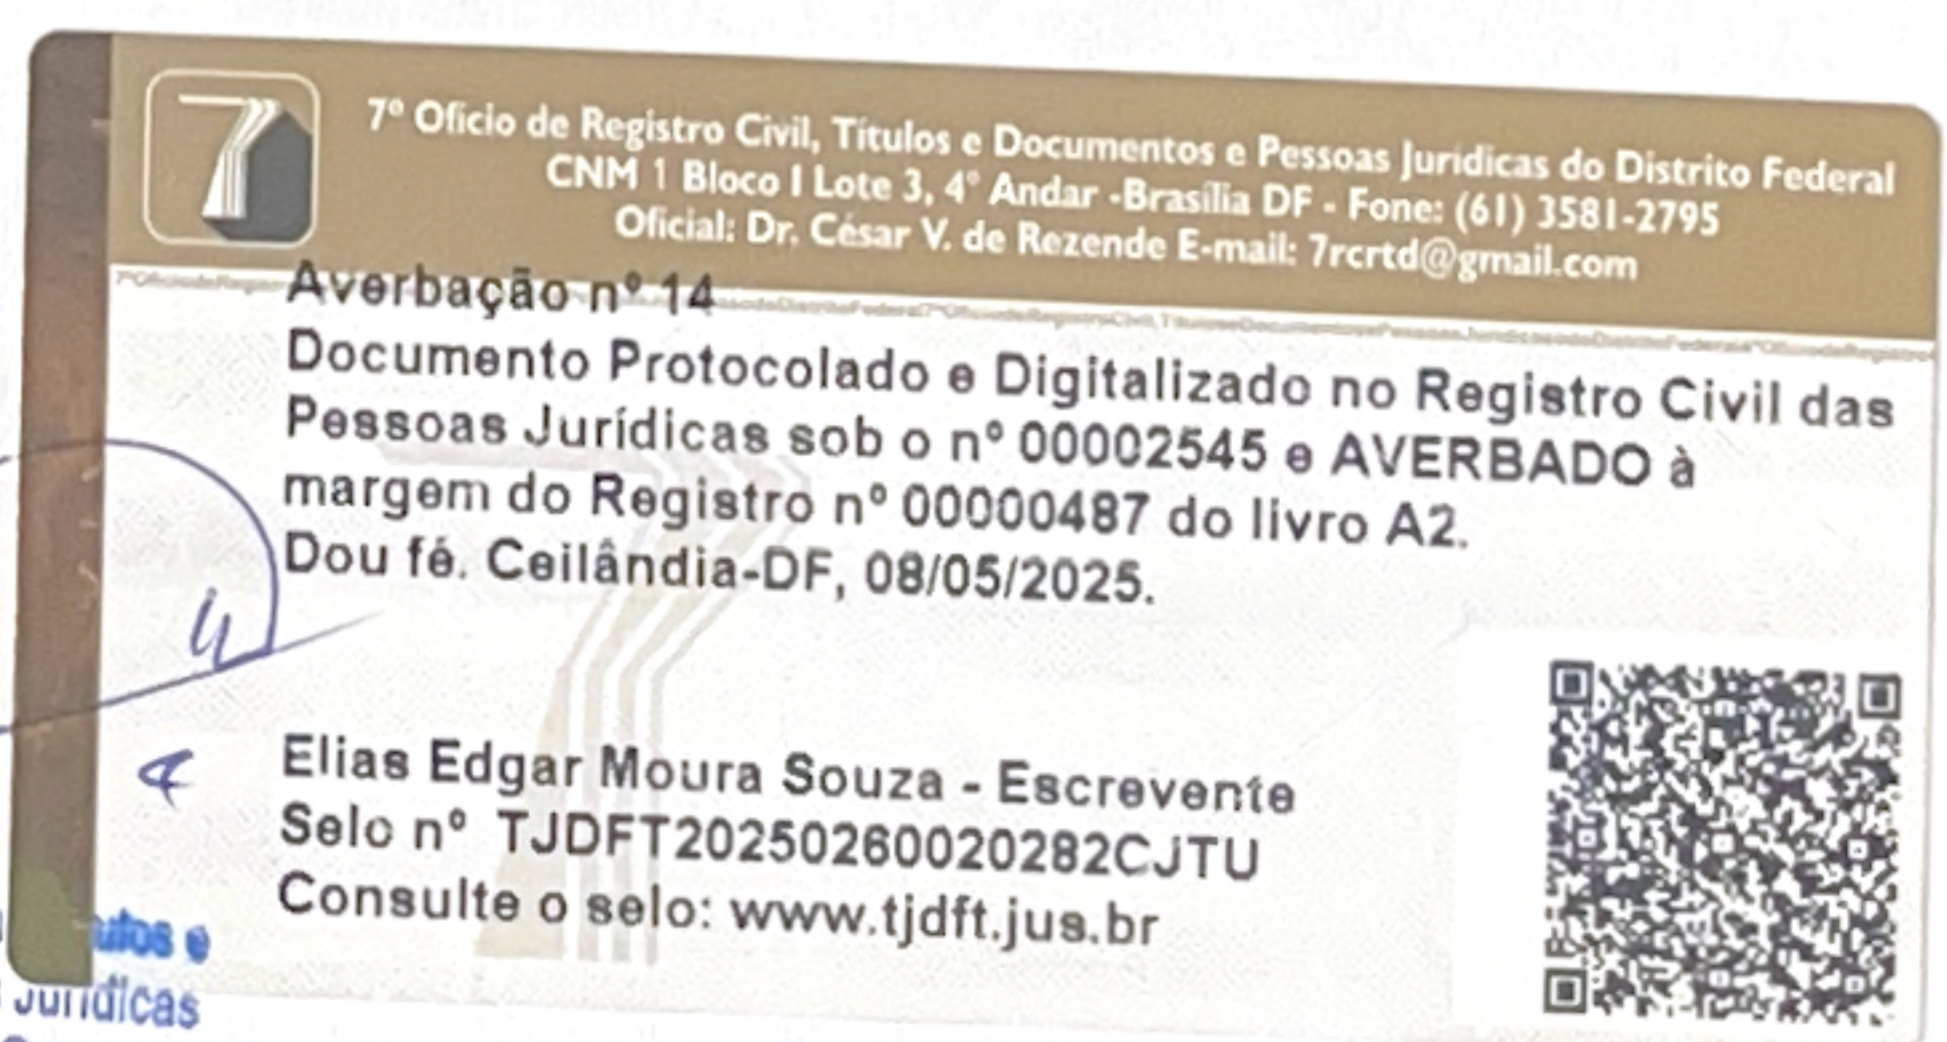 7
7º Oficio de Registro Civil, Títulos e Documentos e Pessoas Jurídicas do Distrito Federal
CNM 1 Bloco I Lote 3, 4º Andar -Brasília DF - Fone: (61) 3581-2795
Oficial: Dr. César V. de Rezende E-mail: 7rcrtd@gmail.com
Averbação nº 14
Documento Protocolado e Digitalizado no Registro Civil das
Pessoas Jurídicas sob o nº 00002545 e AVERBADO à
margem do Registro nº 00000487 do livro A2.
Dou fé. Ceilândia-DF, 08/05/2025.
Elias Edgar Moura Souza - Escrevente
Selo nº TJDFT20250260020282CJTU
Consulte o selo: www.tjdft.jus.br
e
Jurídicas